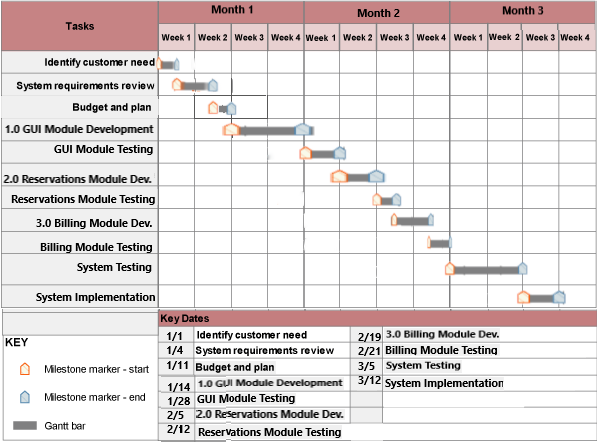 Tasks
Month 1 Month 2 Month 3
Week 1 Week 2 Week 3 Week 4 Week 1 Week 2 Week 3 Week 4 Week 1 Week 2 Week 3 Week 4
Identify customer need
System requirements review
Budget and plan
1.0 GUI Module Development
GUI Module Testing
2.0 Reservations Module Dev.
Reservations Module Testing
3.0 Billing Module Dev.
Billing Module Testing
System Testing
System Implementation
KEY
Milestone marker - start
Milestone marker - end
Gantt bar
Key Dates
1/1 Identify customer need
1/4 System requirements review
1/11 Budget and plan
1/14 1.0 GUI Module Development
1/28 GUI Module Testing
2/5 2.0 Reservations Module Dev.
2/12 Reservations Module Testing
2/19 3.0 Billing Module Dev.
2/21 Billing Module Testing
3/5 System Testing
3/12 System Implementation